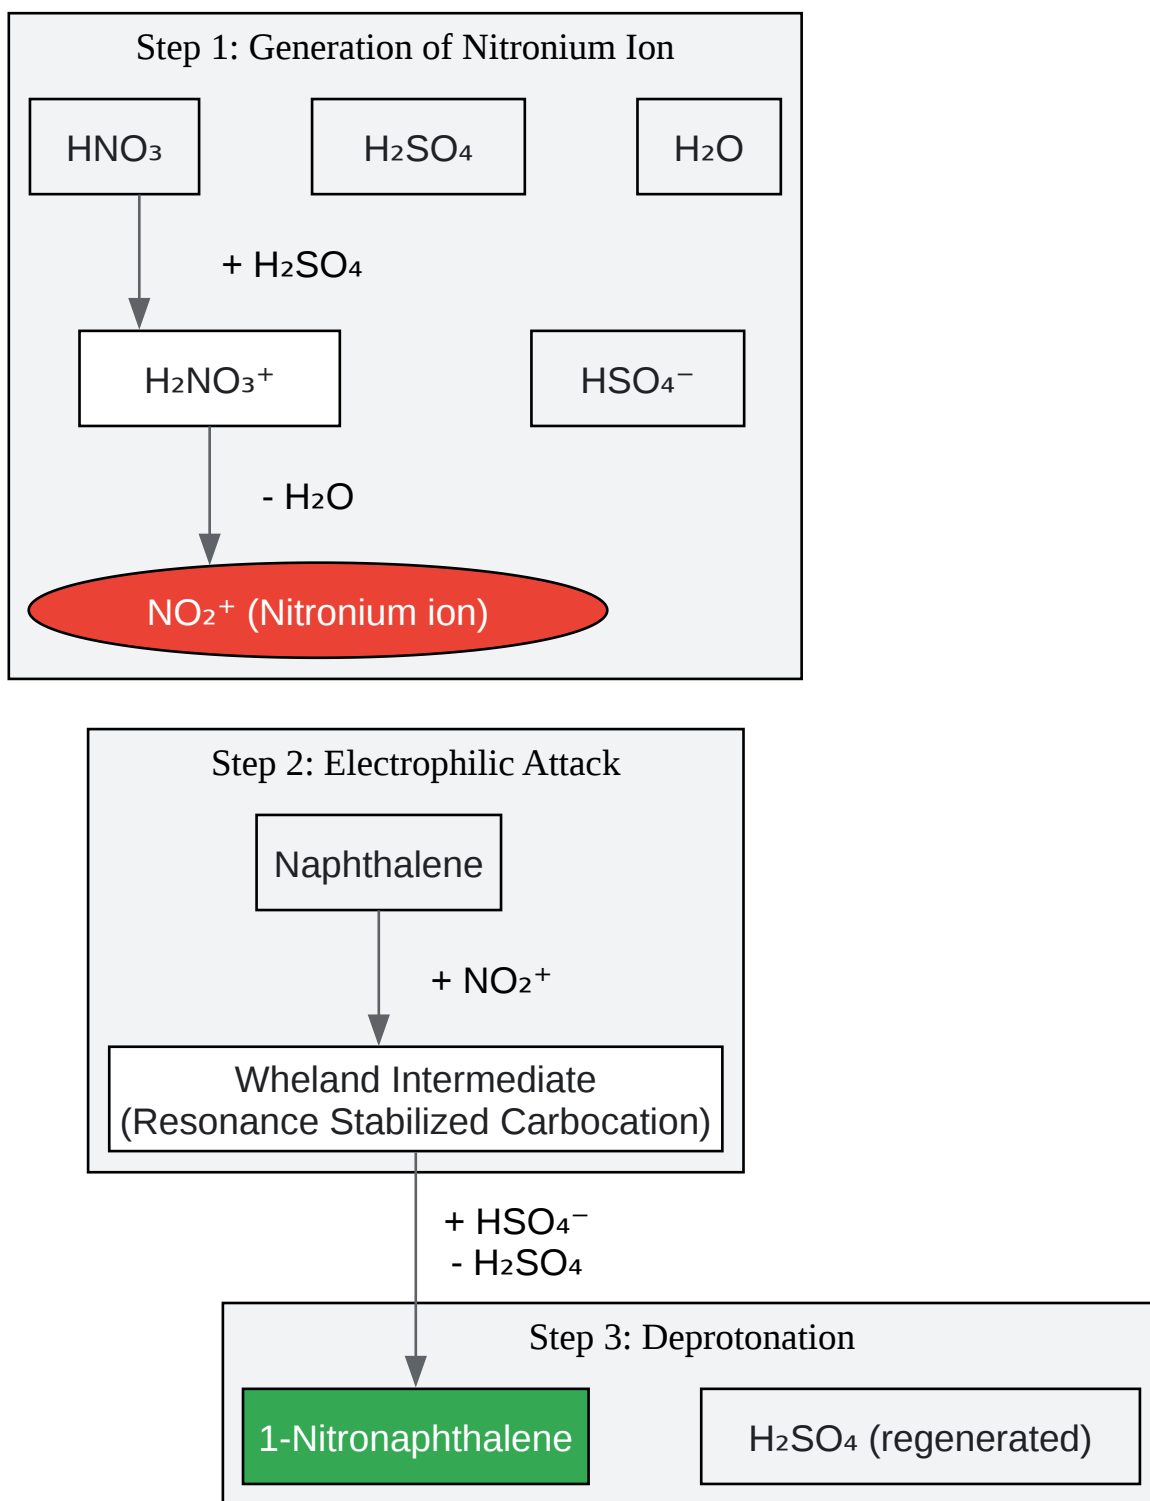 Step 1: Generation of Nitronium Ion
HNO₃
H₂SO₄
H₂O
+ H₂SO₄
H₂NO₃⁺
HSO₄⁻
- H₂O
NO₂⁺ (Nitronium ion)
Step 2: Electrophilic Attack
Naphthalene
+ NO₂⁺
Wheland Intermediate
(Resonance Stabilized Carbocation)
+ HSO₄⁻
- H₂SO₄
Step 3: Deprotonation
1-Nitronaphthalene
H₂SO₄ (regenerated)